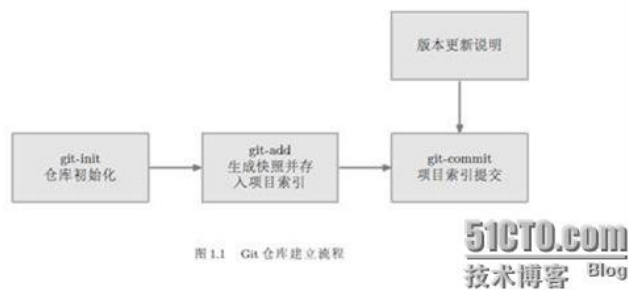 版本更新说明
git-init
仓库初始化
git-add
生成快照并存
入项目索引
git-commit
项目索引提交
图 1.1 Git 仓库建立流程
51CTO.com
技术博客 Blog